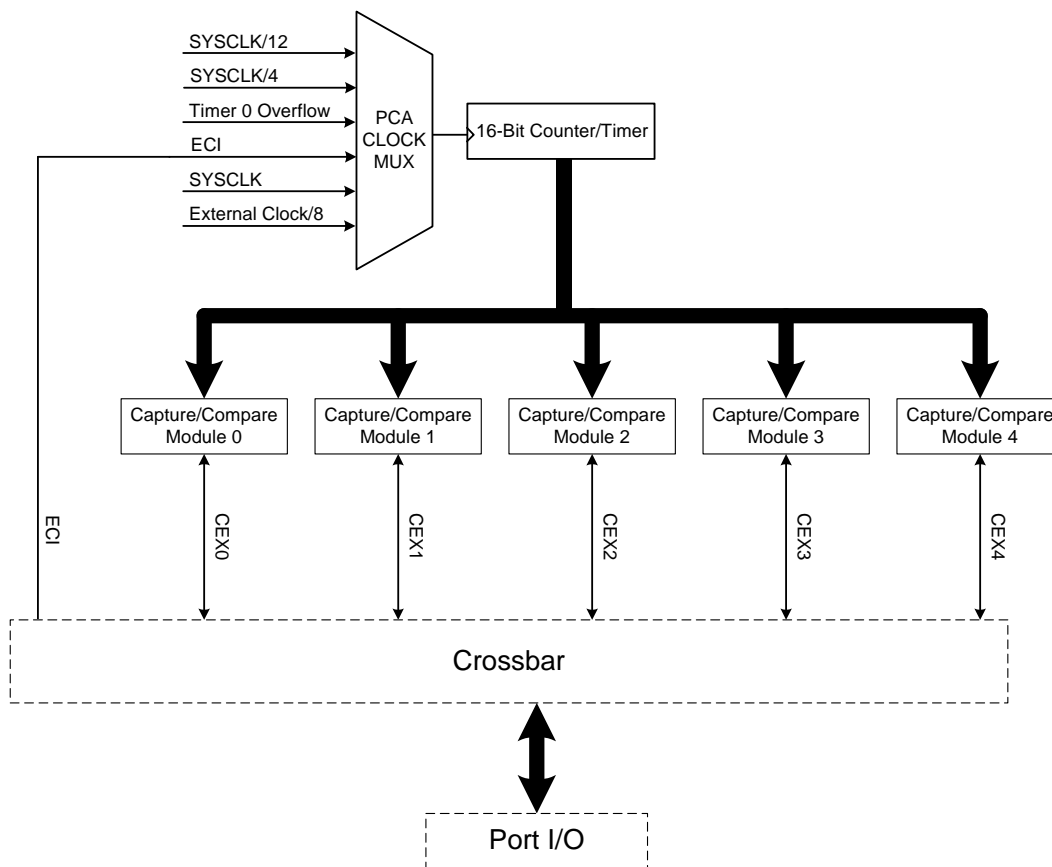 SYSCLK/12
SYSCLK/4
Timer 0 Overflow
ECI
SYSCLK
External Clock/8
PCA
CLOCK
MUX
16-Bit Counter/Timer
Capture/Compare
Module 0
Capture/Compare
Module 1
Capture/Compare
Module 2
Capture/Compare
Module 3
Capture/Compare
Module 4
ECI
CEX0
CEX1
CEX2
CEX3
CEX4
Crossbar
Port I/O